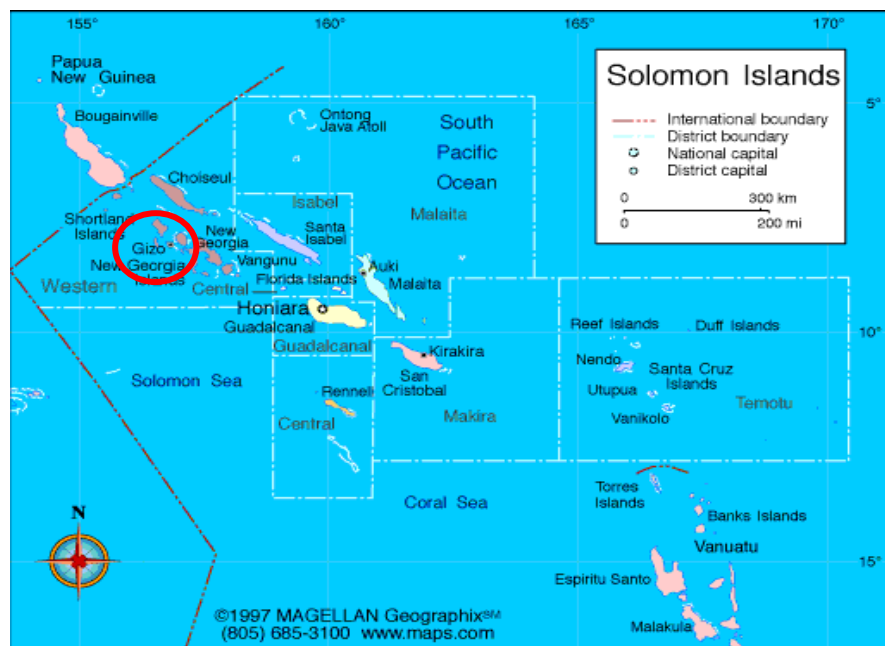 155°
160°
165°
170°
Papua
New Guinea
Bougainville
Ontong
Java Atoll
South
Pacific
Ocean
Solomon Islands
International boundary
District boundary
National capital
District capital
0
300 km
0
200 mi
5°
Choiseul
Isabel
Malaita
Shortland
Islands
New
Georgia
Santa
Isabel
Gizo
Vangunu
New Georgia
Islands
Western
Central
Florida Islands
Auki
Malaita
Honiara
Guadalcanal
Guadalcanal
Reef Islands
Duff Islands
10°
Kirakira
Nendo
Santa Cruz
Islands
San
Cristobal
Solomon Sea
Rennell
Utupua
Vanikolo
Temotu
Central
Makira
Coral Sea
Torres
Islands
Banks Islands
N
Vanuatu
15°
Espiritu Santo
Malakula
©1997 MAGELLAN Geographix℠
(805) 685-3100 www.maps.com